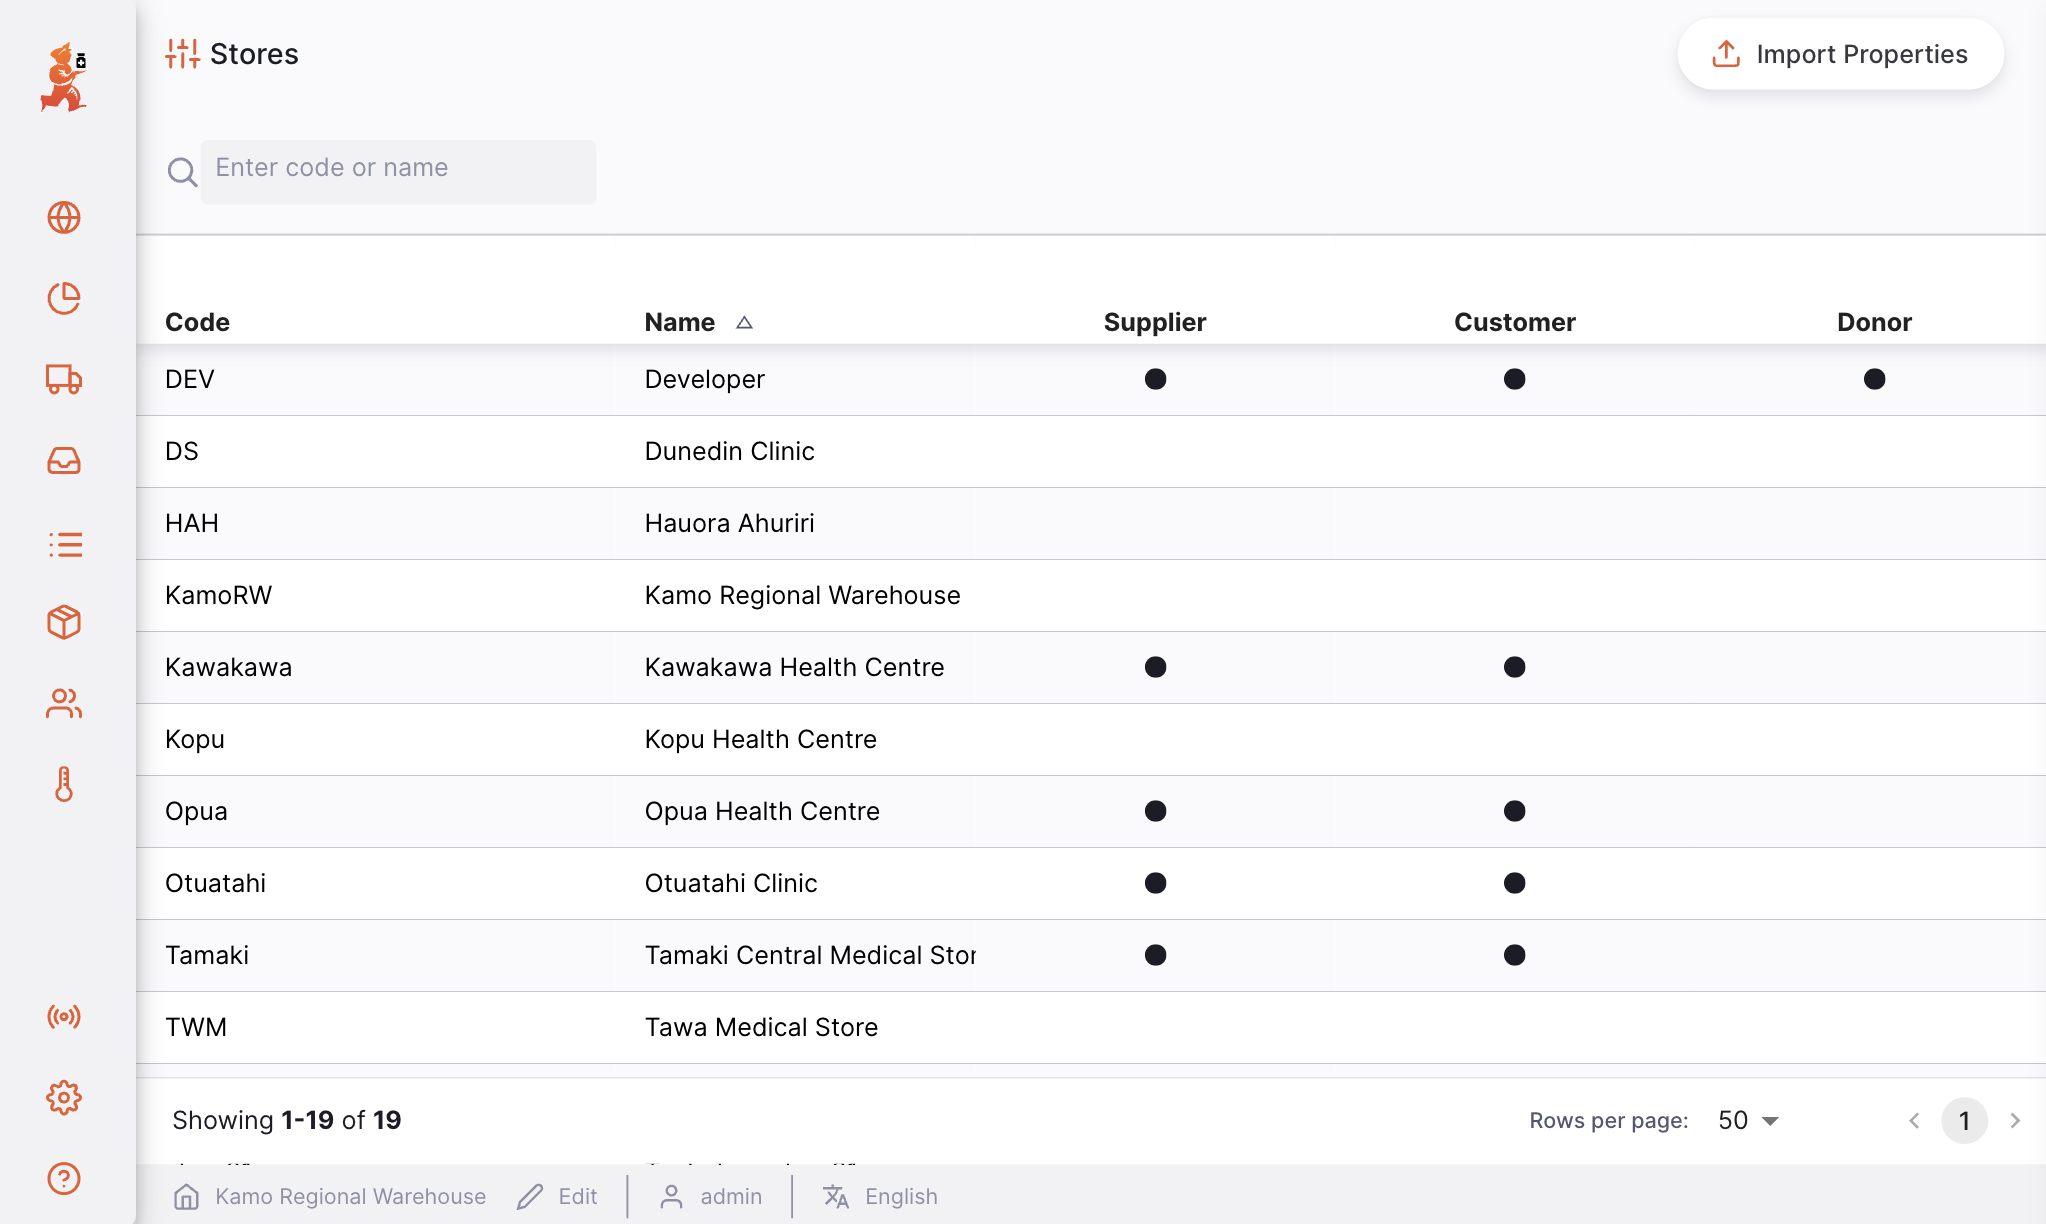 Stores
Import Properties
Enter code or name
Code Name Supplier Customer Donor
DEV Developer
DS Dunedin Clinic
HAH Hauora Ahuriri
KamoRW Kamo Regional Warehouse
Kawakawa Kawakawa Health Centre
Kopu Kopu Health Centre
Opua Opua Health Centre
Otuatahi Otuatahi Clinic
Tamaki Tamaki Central Medical Stor
TWM Tawa Medical Store
Showing 1-19 of 19 Rows per page: 50 1
Kamo Regional Warehouse Edit admin English